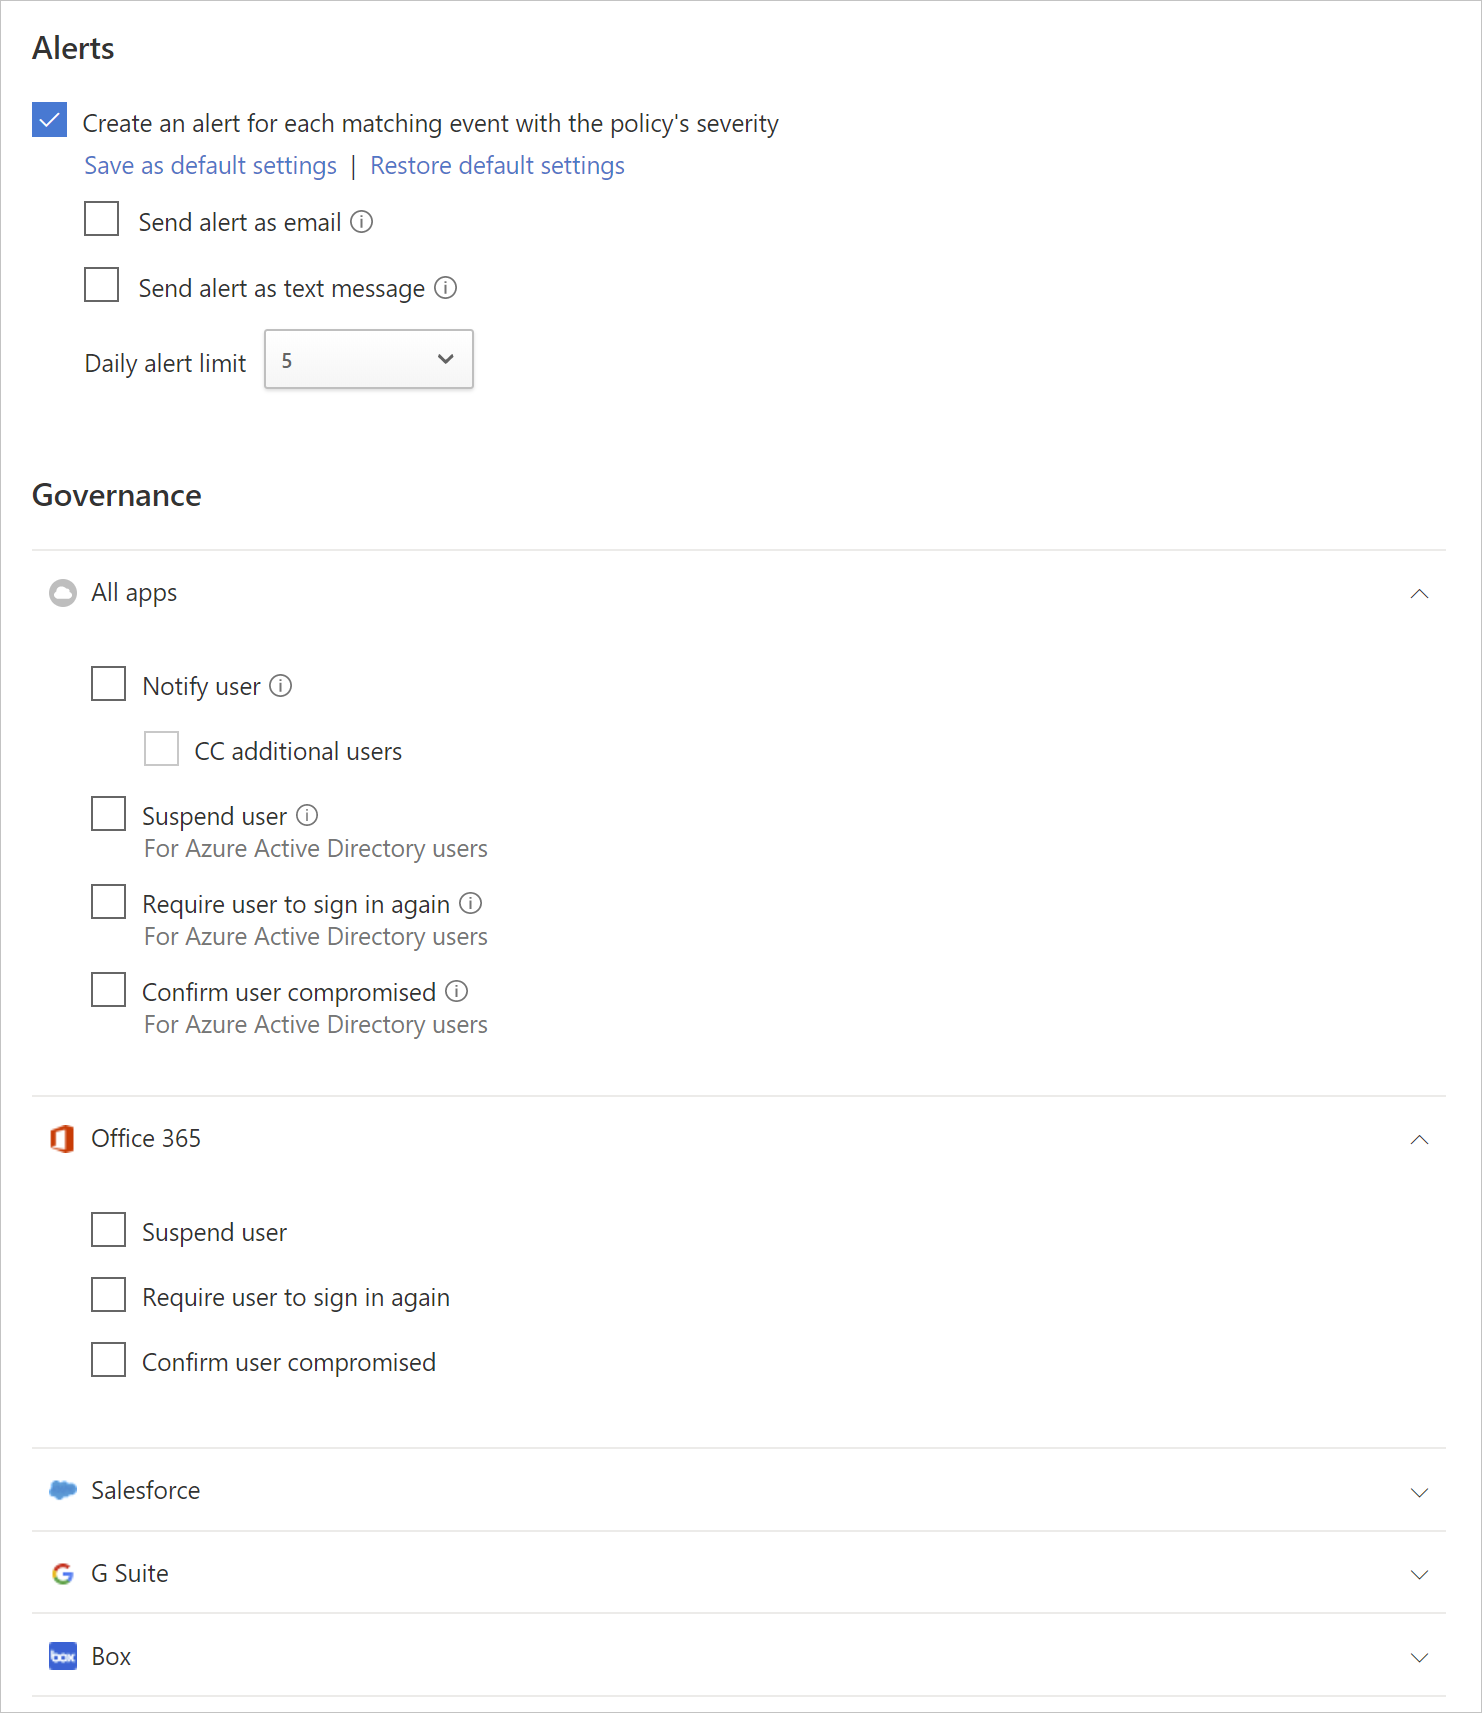 Alerts
Create an alert for each matching event with the policy's severity
Save as default settings | Restore default settings
Send alert as email
Send alert as text message
Daily alert limit 5
Governance
All apps
Notify user
CC additional users
Suspend user
For Azure Active Directory users
Require user to sign in again
For Azure Active Directory users
Confirm user compromised
For Azure Active Directory users
Office 365
Suspend user
Require user to sign in again
Confirm user compromised
Salesforce
G Suite
box Box